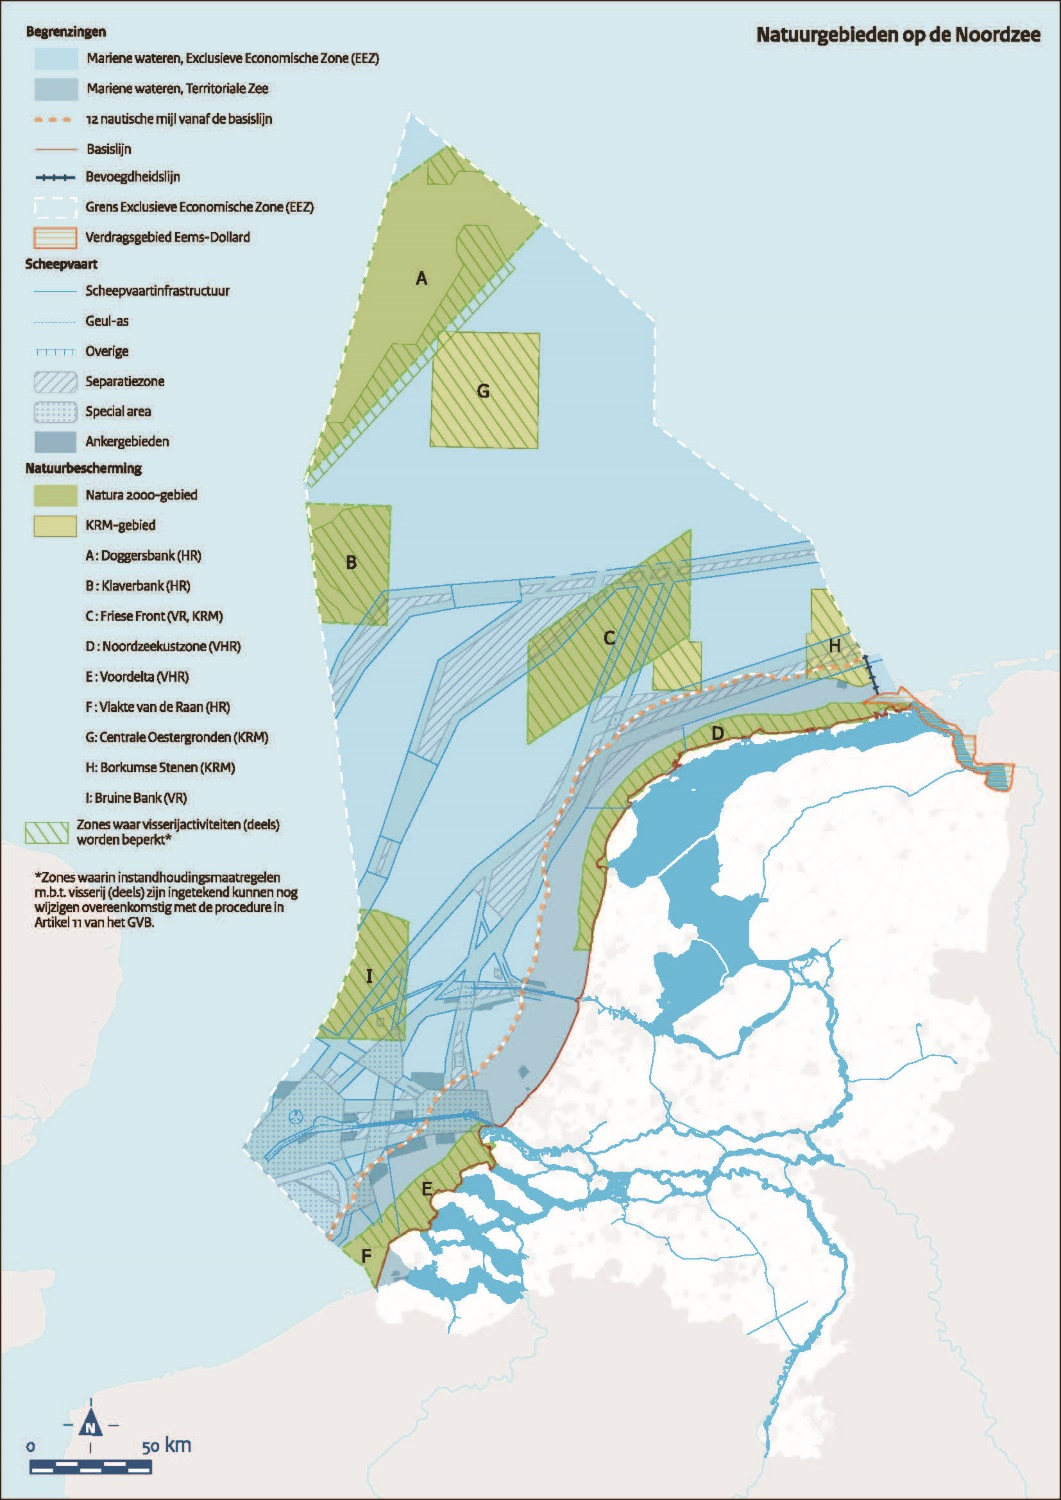 Natuurgebieden op de Noordzee
Begrenzingen
Mariene wateren, Exclusieve Economische Zone (EEZ)
Mariene wateren, Territoriale Zee
12 nautische mijl vanaf de basislijn
Basislijn
Bevoegdheidslijn
Grens Exclusieve Economische Zone (EEZ)
Verdragsgebied Eems-Dollard
Scheepvaart
Scheepvaartinfrastructuur
Geul-as
Overige
Separatiezone
Special area
Ankergebieden
Natuurbescherming
Natura 2000-gebied
KRM-gebied
A : Doggersbank (HR)
B : Klaverbank (HR)
C : Friese Front (VR, KRM)
D : Noordzeekustzone (VHR)
E : Voordelta (VHR)
F : Vlakte van de Raan (HR)
G: Centrale Oestergronden (KRM)
H: Borkumse Stenen (KRM)
I: Bruine Bank (VR)
Zones waar visserijactiviteiten (deels)
worden beperkt*
*Zones waarin instandhoudingsmaatregelen
m.b.t. visserij (deels) zijn ingetekend kunnen nog
wijzigen overeenkomstig met de procedure in
Artikel 11 van het GVB.
A
G
B
C
H
D
I
E
F
N
0 50 km